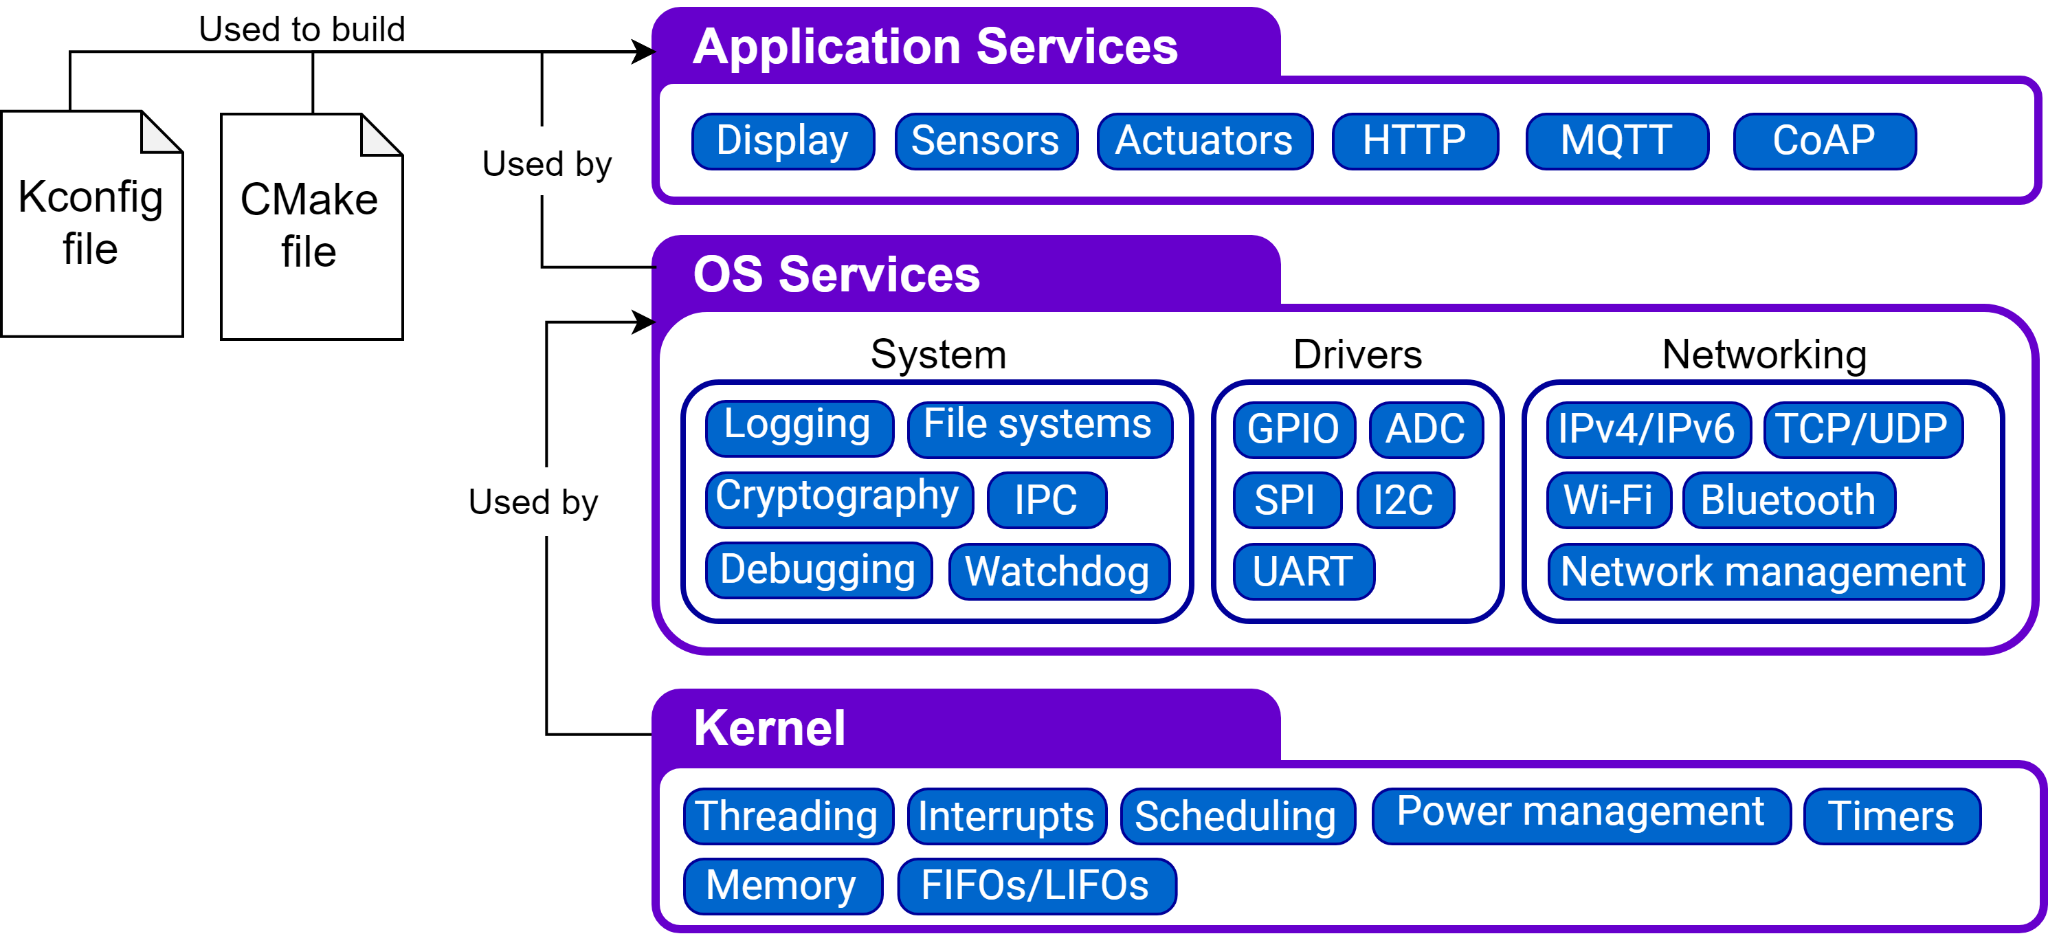 Used to build
Kconfig
file
CMake
file
Used by
Used by
Application Services
Display Sensors Actuators HTTP MQTT CoAP
OS Services
System
Logging File systems
Cryptography IPC
Debugging Watchdog
Drivers
GPIO ADC
SPI I2C
UART
Networking
IPv4/IPv6 TCP/UDP
Wi-Fi Bluetooth
Network management
Kernel
Threading Interrupts Scheduling Power management Timers
Memory FIFOs/LIFOs